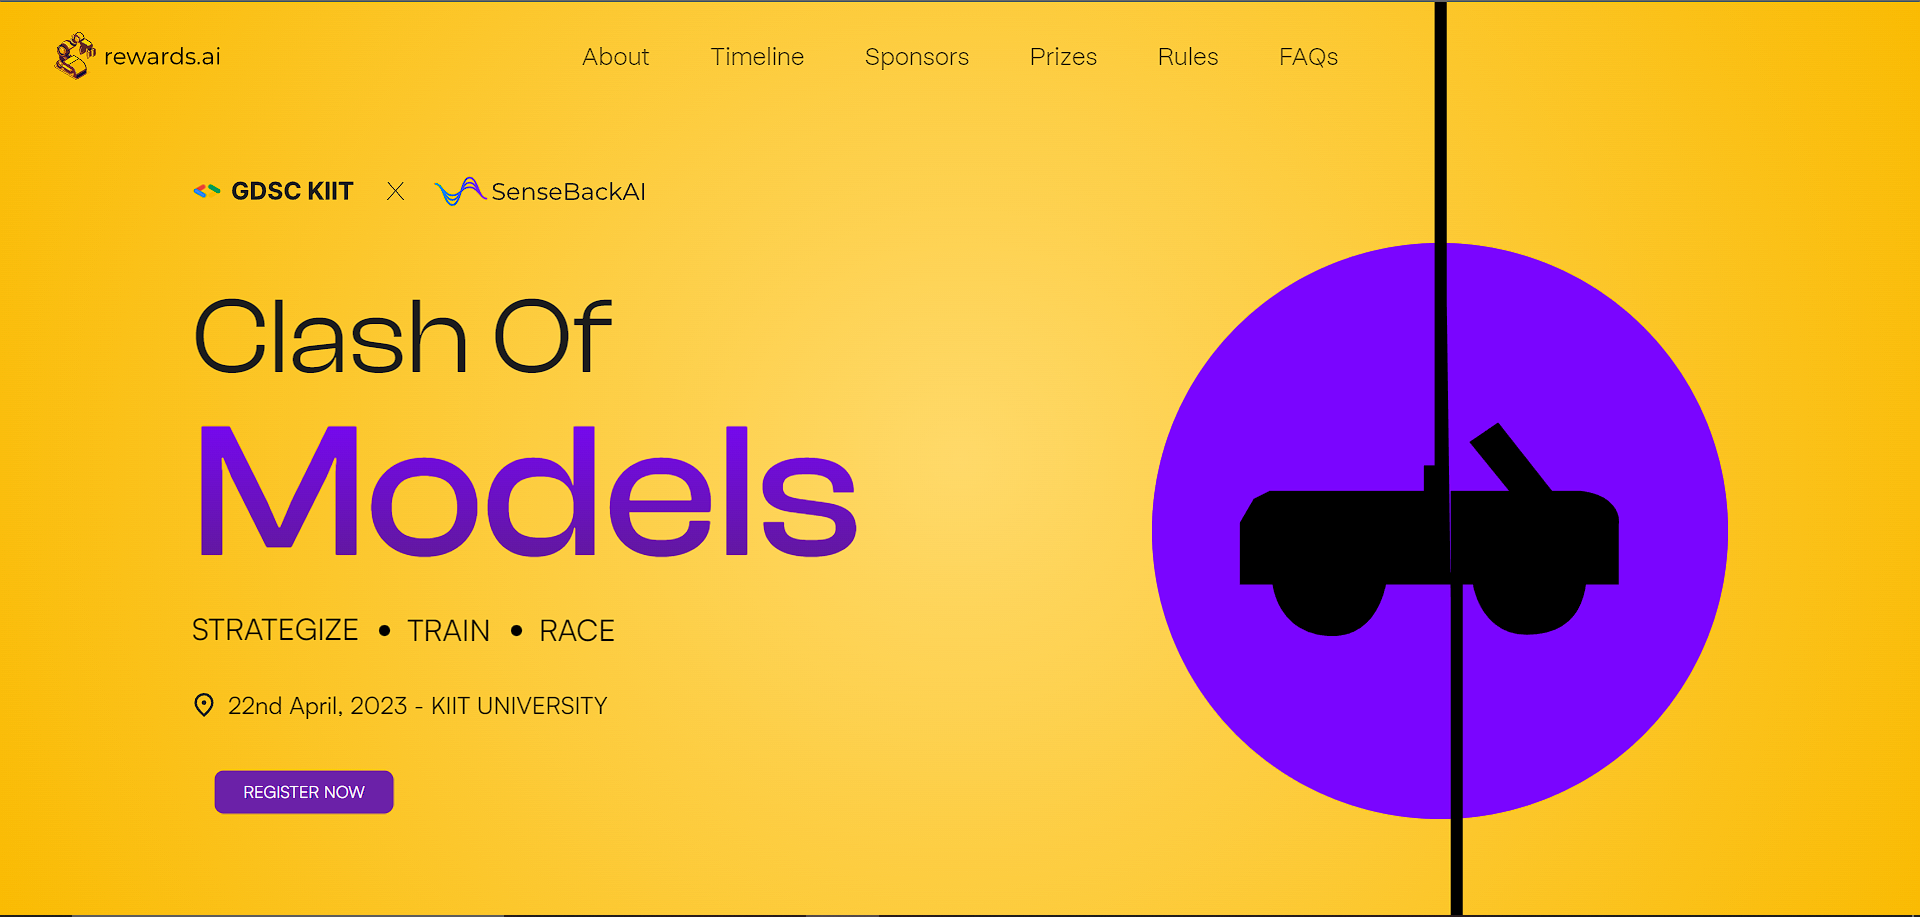 rewards.ai
About Timeline Sponsors Prizes Rules FAQs
GDSC KIIT X SenseBackAI
Clash Of
Models
STRATEGIZE • TRAIN • RACE
22nd April, 2023 - KIIT UNIVERSITY
REGISTER NOW